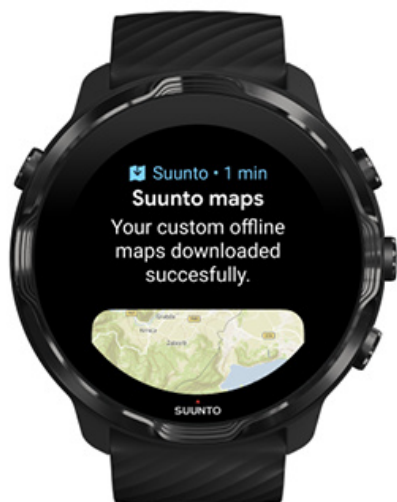 Suunto • 1 min
Suunto maps
Your custom offline
maps downloaded
succesfully.
SUUNTO